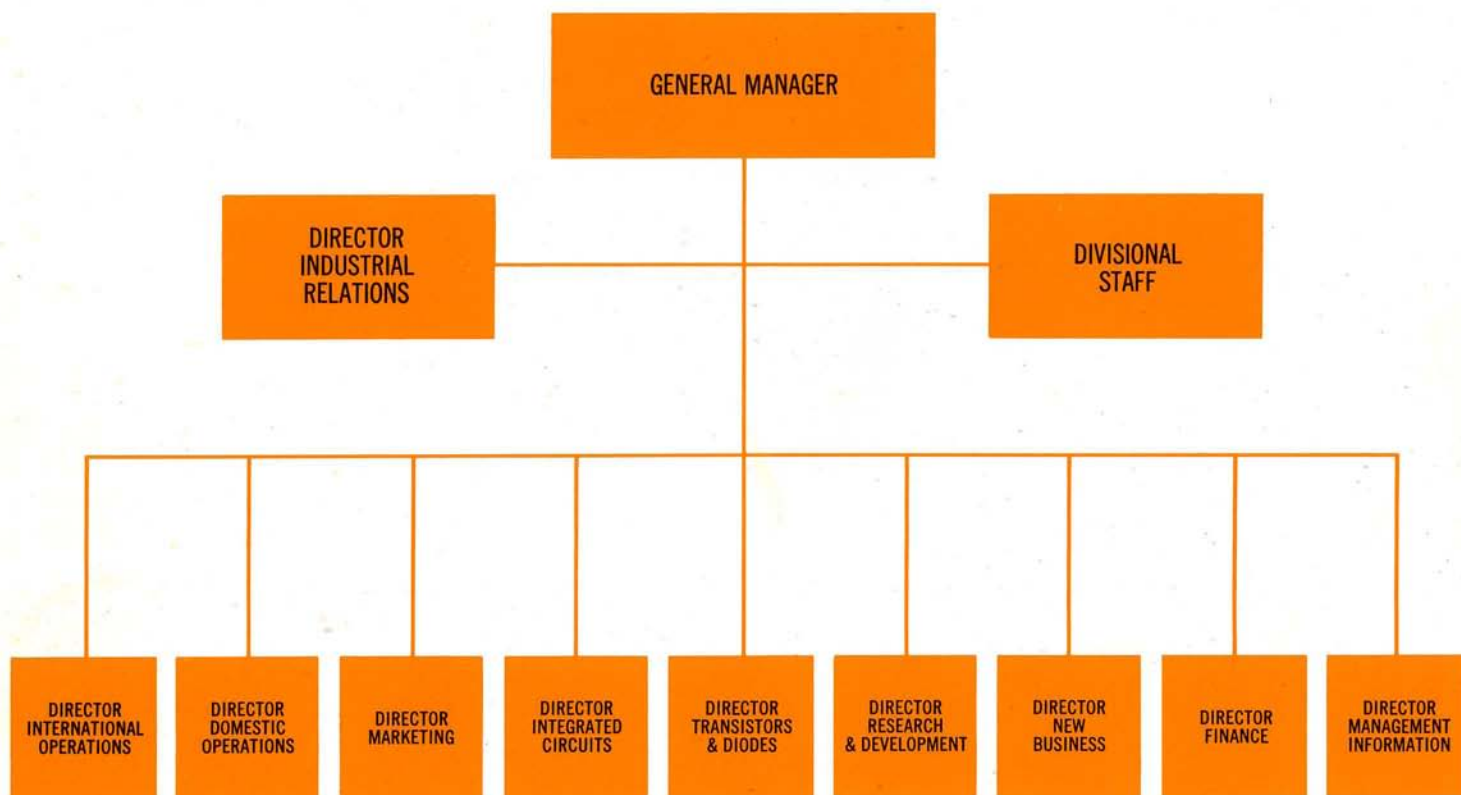 GENERAL MANAGER
DIRECTOR
INDUSTRIAL
RELATIONS
DIVISIONAL
STAFF
DIRECTOR
INTERNATIONAL
OPERATIONS
DIRECTOR
DOMESTIC
OPERATIONS
DIRECTOR
MARKETING
DIRECTOR
INTEGRATED
CIRCUITS
DIRECTOR
TRANSISTORS
& DIODES
DIRECTOR
RESEARCH
& DEVELOPMENT
DIRECTOR
NEW
BUSINESS
DIRECTOR
FINANCE
DIRECTOR
MANAGEMENT
INFORMATION